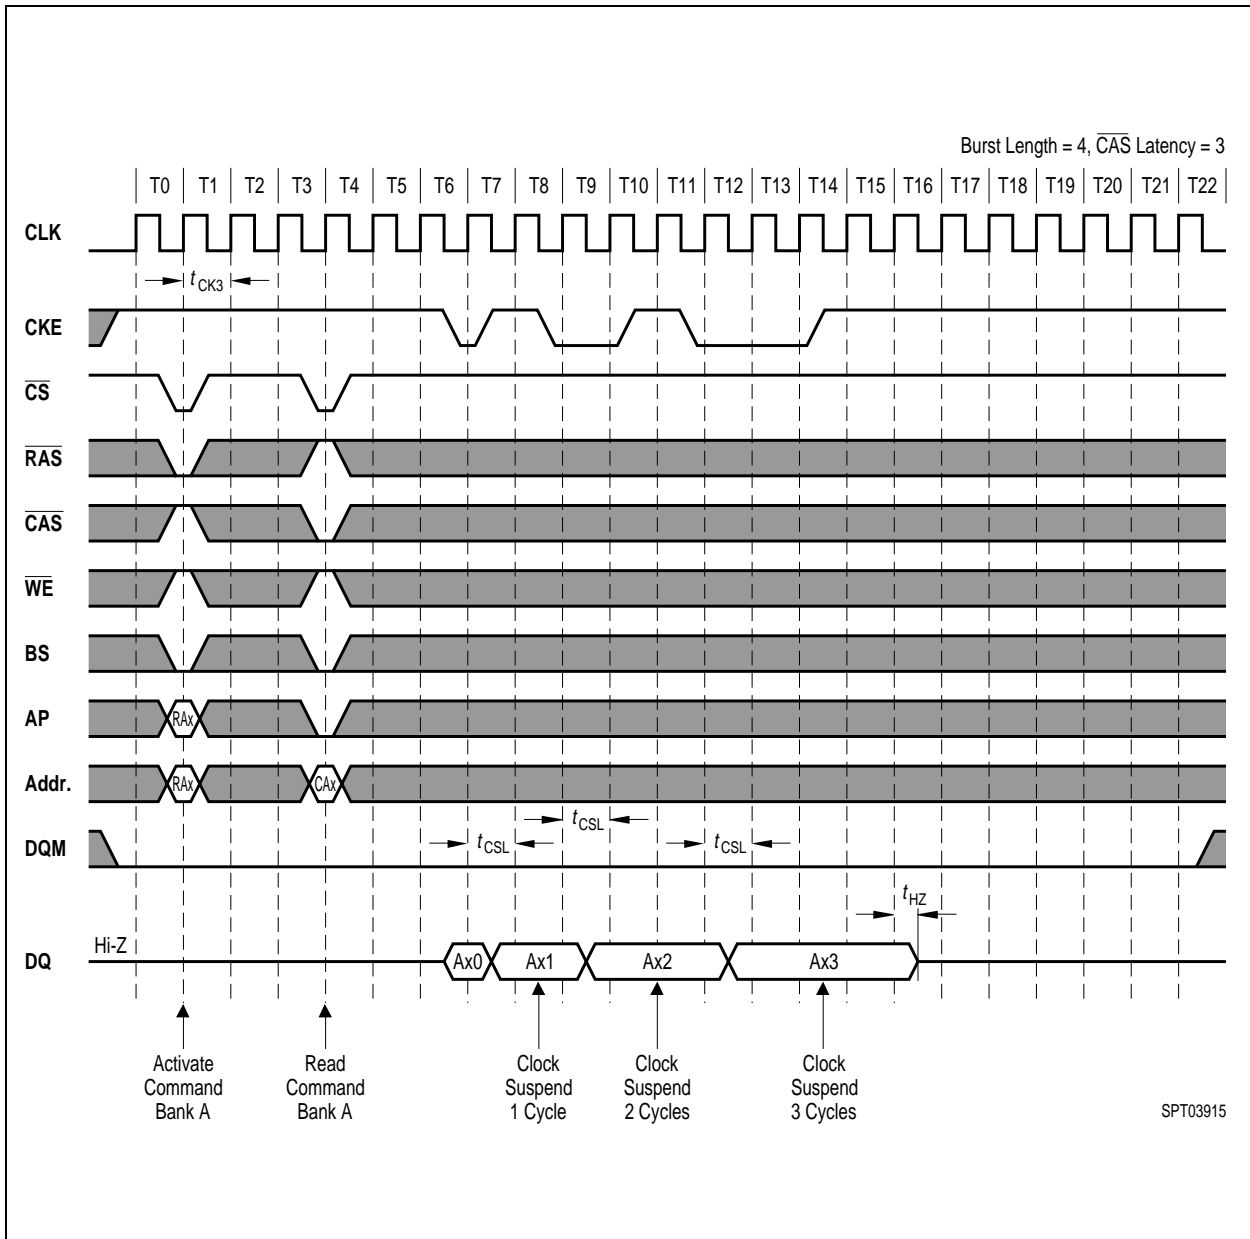 Burst Length = 4, CAS Latency = 3
T0 T1 T2 T3 T4 T5 T6 T7 T8 T9 T10 T11 T12 T13 T14 T15 T16 T17 T18 T19 T20 T21 T22
CLK
tCK3
CKE
CS
RAS
CAS
WE
BS
AP RAx
Addr. RAx CAx
tCSL
DQM tCSL tCSL
tHZ
Hi-Z
DQ Ax0 Ax1 Ax2 Ax3
Activate Read Clock Clock Clock
Command Command Suspend Suspend Suspend
Bank A Bank A 1 Cycle 2 Cycles 3 Cycles
SPT03915